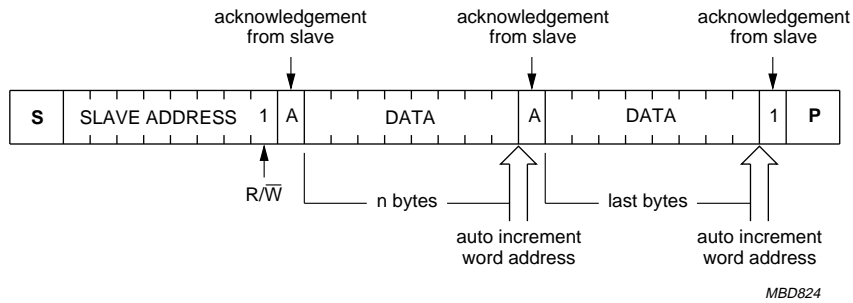 acknowledgement
from slave
acknowledgement
from slave
acknowledgement
from slave
S SLAVE ADDRESS 1 A DATA A DATA 1 P
R/W̅
n bytes
last bytes
auto increment
word address
auto increment
word address
MBD824